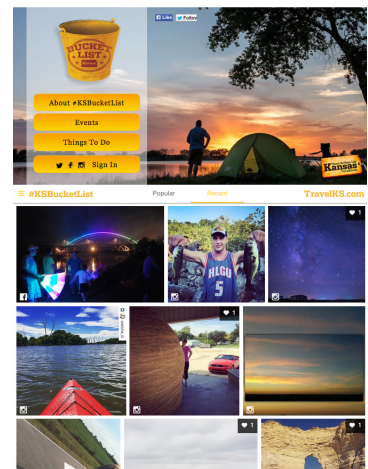 Like
Follow
BUCKET
LIST
About #KSBucketList
Events
Things To Do
Sign In
Kansas
#KSBucketList
Popular
Recent
TravelKS.com
1
HLGU
5
1
1
1
1